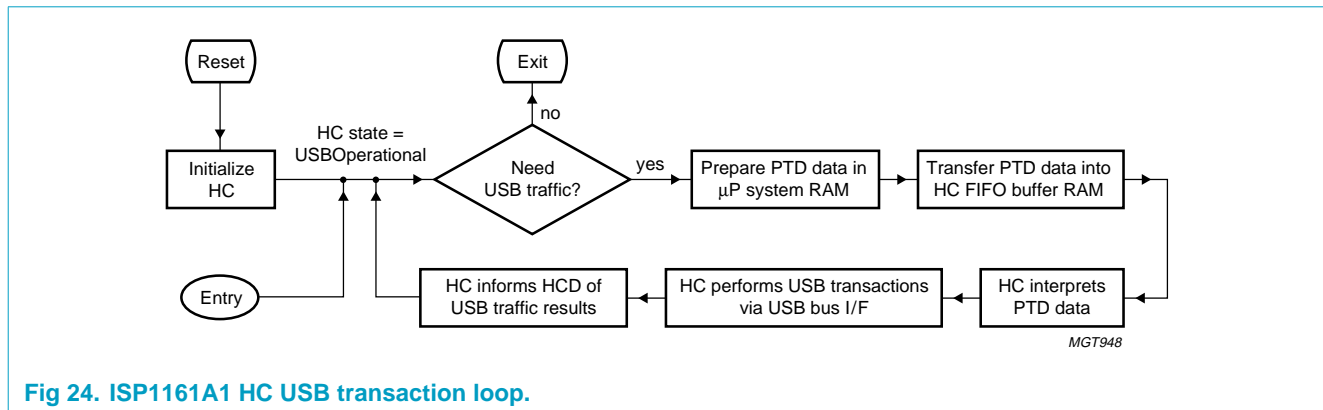 Reset
Exit
no
HC state =
USBOperational
Initialize
HC
Need
USB traffic?
yes
Prepare PTD data in
µP system RAM
Transfer PTD data into
HC FIFO buffer RAM
Entry
HC informs HCD of
USB traffic results
HC performs USB transactions
via USB bus I/F
HC interprets
PTD data
MGT948
Fig 24. ISP1161A1 HC USB transaction loop.